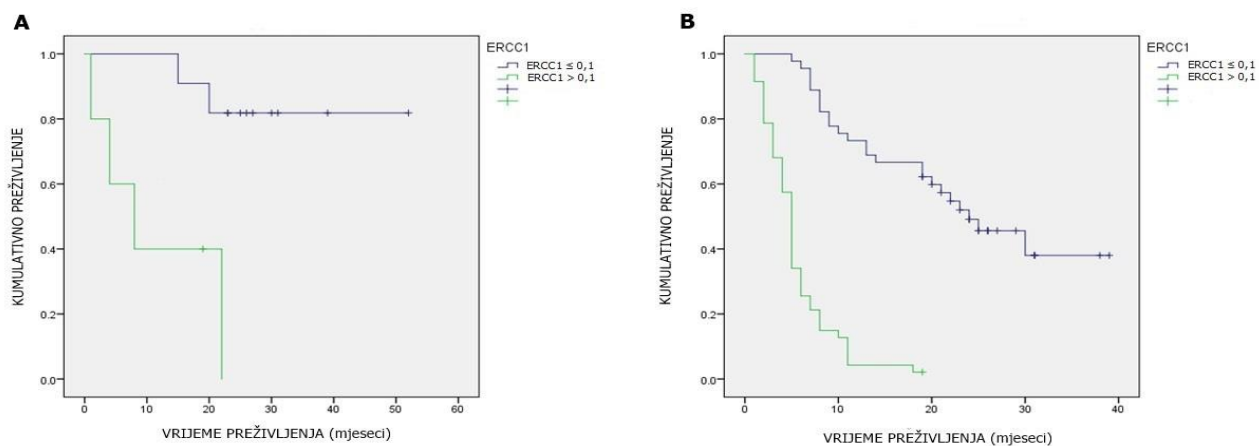 A
ERCC1
ERCC1 ≤ 0,1
ERCC1 > 0,1
KUMULATIVNO PREŽIVLJENJE
1.0
0.8
0.6
0.4
0.2
0.0
0 10 20 30 40 50 60
VRIJEME PREŽIVLJENJA (mjeseci)
B
ERCC1
ERCC1 ≤ 0,1
ERCC1 > 0,1
KUMULATIVNO PREŽIVLJENJE
1.0
0.8
0.6
0.4
0.2
0.0
0 10 20 30 40
VRIJEME PREŽIVLJENJA (mjeseci)